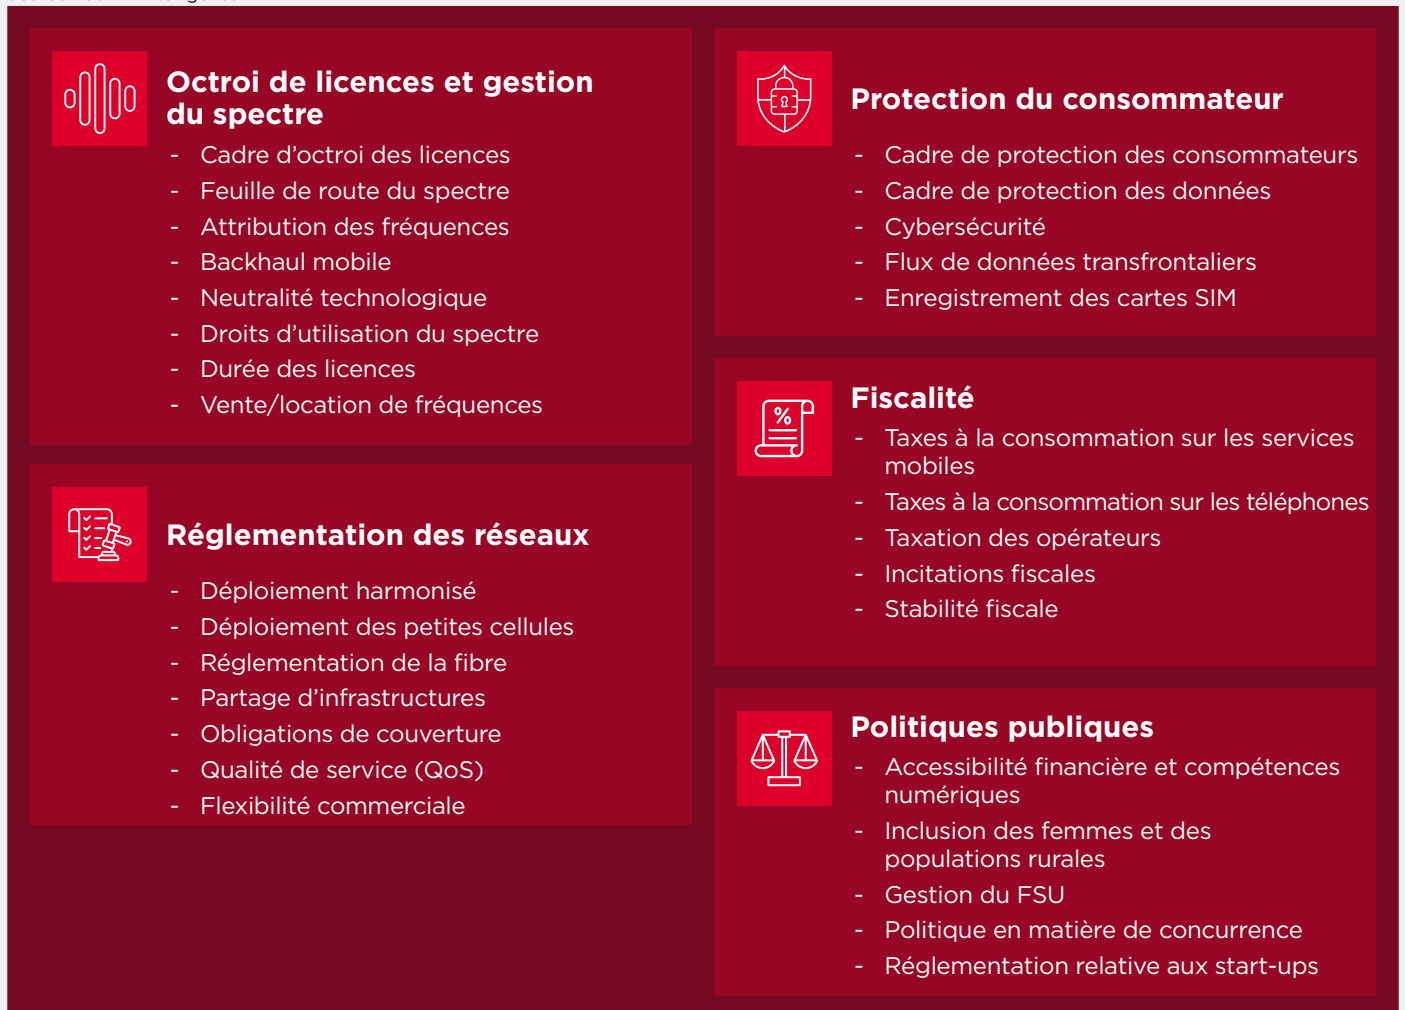 Octroi de licences et gestion
du spectre
- Cadre d’octroi des licences
- Feuille de route du spectre
- Attribution des fréquences
- Backhaul mobile
- Neutralité technologique
- Droits d’utilisation du spectre
- Durée des licences
- Vente/location de fréquences
Réglementation des réseaux
- Déploiement harmonisé
- Déploiement des petites cellules
- Réglementation de la fibre
- Partage d’infrastructures
- Obligations de couverture
- Qualité de service (QoS)
- Flexibilité commerciale
Protection du consommateur
- Cadre de protection des consommateurs
- Cadre de protection des données
- Cybersécurité
- Flux de données transfrontaliers
- Enregistrement des cartes SIM
%
Fiscalité
- Taxes à la consommation sur les services
mobiles
- Taxes à la consommation sur les téléphones
- Taxation des opérateurs
- Incitations fiscales
- Stabilité fiscale
Politiques publiques
- Accessibilité financière et compétences
numériques
- Inclusion des femmes et des
populations rurales
- Gestion du FSU
- Politique en matière de concurrence
- Réglementation relative aux start-ups